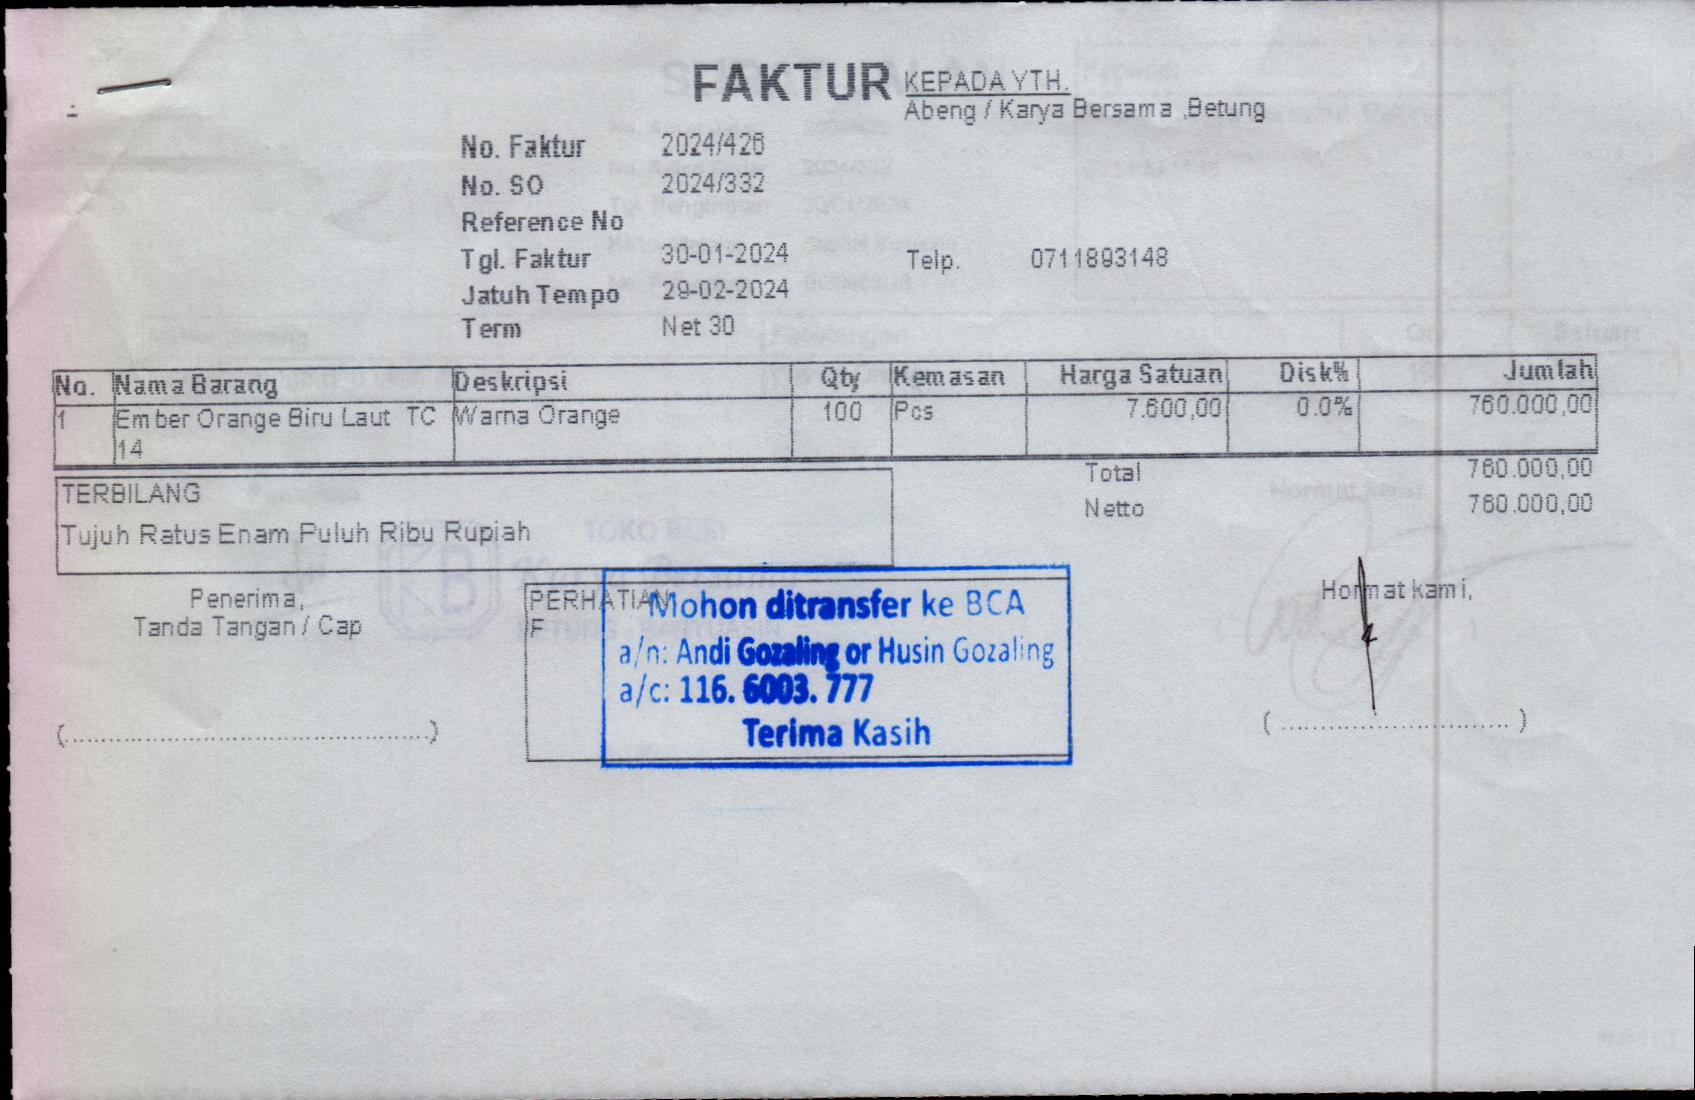 FAKTUR
KEPADA YTH.
Abeng / Karya Bersama ,Betung
No. Faktur 2024/426
No. SO 2024/332
Reference No
Tgl. Faktur 30-01-2024
Telp. 0711893148
Jatuh Tempo 29-02-2024
Term Net 30
No. Nama Barang Deskripsi Qty Kemasan Harga Satuan Disk% Jumlah
1 Ember Orange Biru Laut TC Warna Orange 100 Pcs 7.600,00 0.0% 760.000,00
14
Total 760.000,00
Netto 760.000,00
TERBILANG
Tujuh Ratus Enam Puluh Ribu Rupiah
Penerima,
Tanda Tangan / Cap
(................................................)
PERHATIAN
F
Mohon ditransfer ke BCA
a/n: Andi Gozaling or Husin Gozaling
a/c: 116. 6003. 777
Terima Kasih
Hormat kami,
( ............................... )